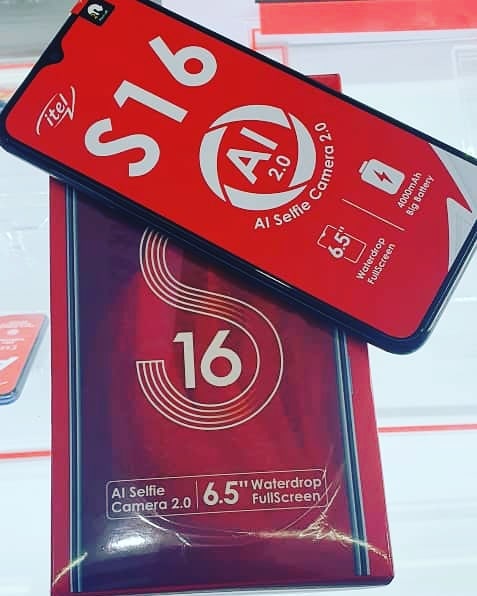 itel
S16
AI
2.0
AI Selfie Camera 2.0
6.5"
Waterdrop
FullScreen
4000mAh
Big Battery
S
16
AI Selfie
Camera 2.0
6.5" Waterdrop
FullScreen